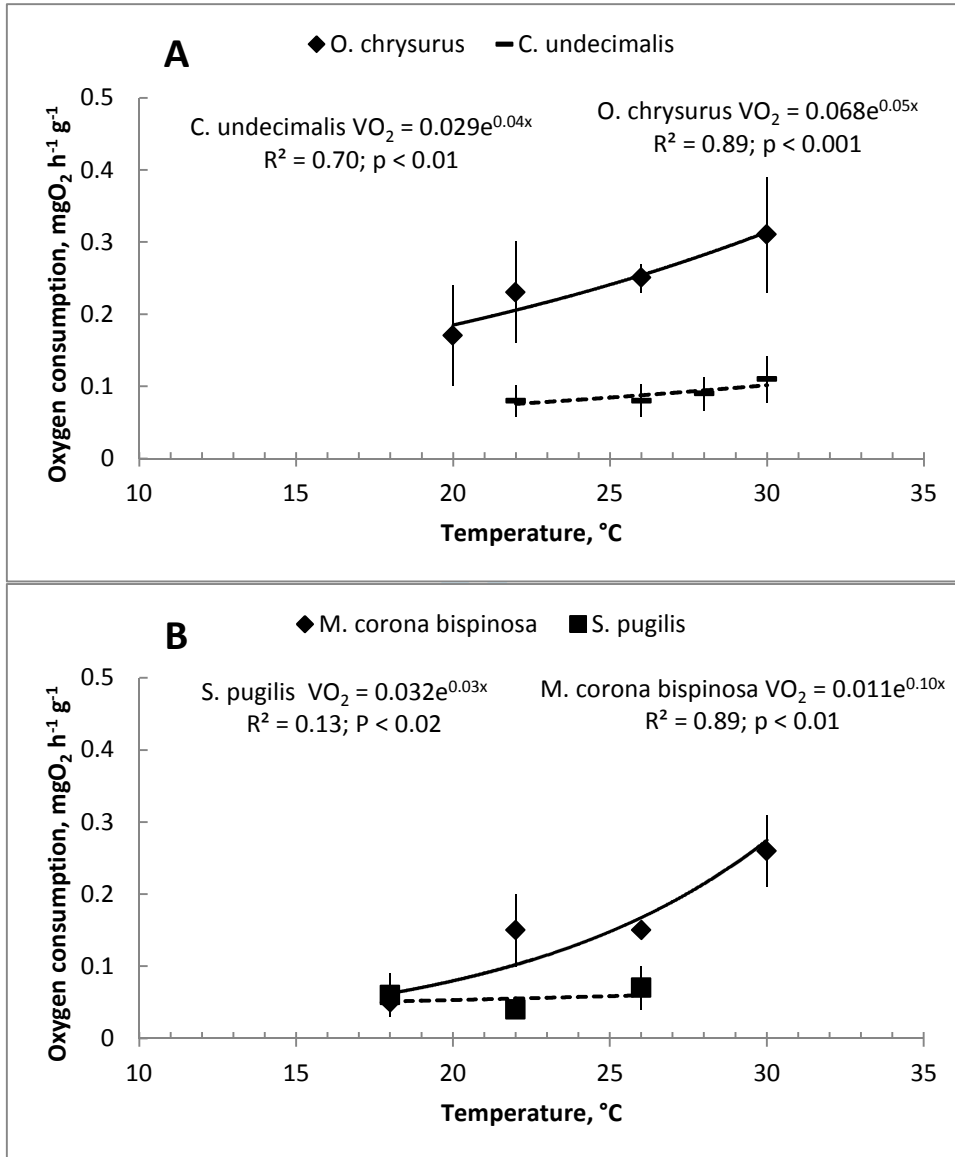 A
O. chrysurus C. undecimalis
C. undecimalis VO₂ = 0.029e⁰·⁰⁴ˣ
R² = 0.70; p < 0.01
O. chrysurus VO₂ = 0.068e⁰·⁰⁵ˣ
R² = 0.89; p < 0.001
Oxygen consumption, mgO₂ h⁻¹ g⁻¹
0.5
0.4
0.3
0.2
0.1
0
10 15 20 25 30 35
Temperature, °C
B
M. corona bispinosa S. pugilis
S. pugilis VO₂ = 0.032e⁰·⁰³ˣ
R² = 0.13; P < 0.02
M. corona bispinosa VO₂ = 0.011e⁰·¹⁰ˣ
R² = 0.89; p < 0.01
Oxygen consumption, mgO₂ h⁻¹ g⁻¹
0.5
0.4
0.3
0.2
0.1
0
10 15 20 25 30 35
Temperature, °C